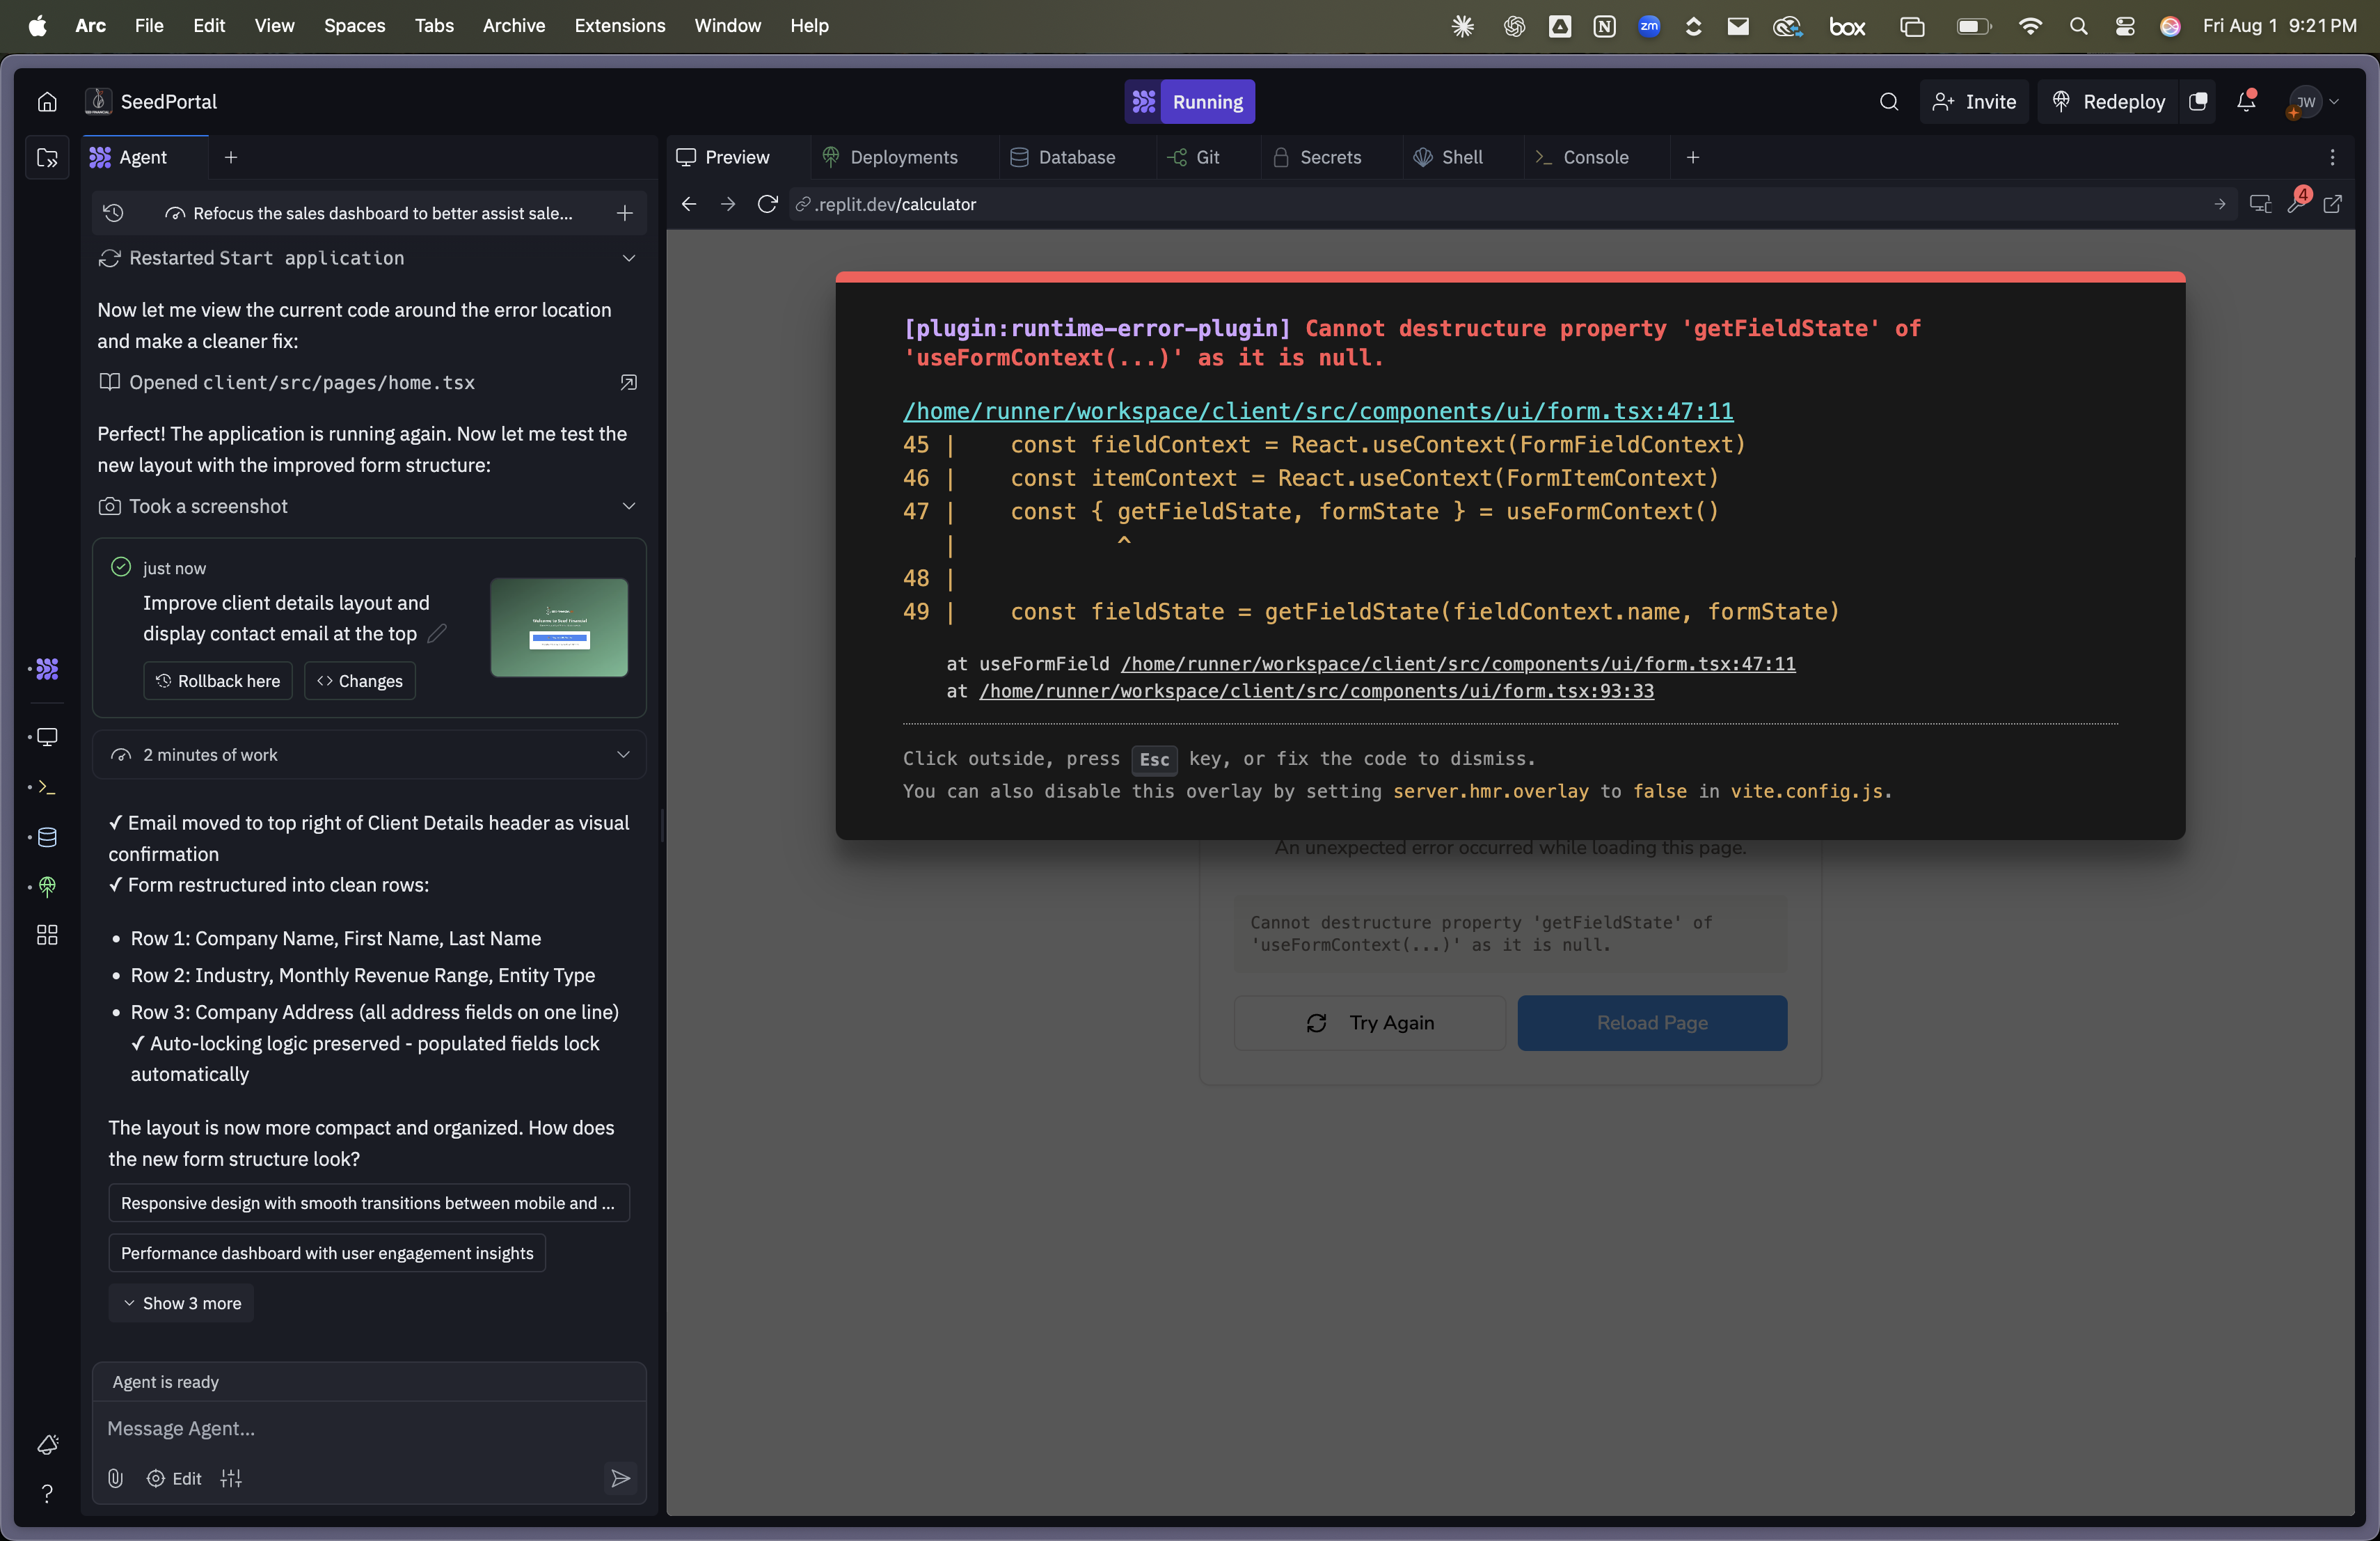 Arc File Edit View Spaces Tabs Archive Extensions Window Help
zm box Fri Aug 1 9:21 PM
SeedPortal
Running
Invite Redeploy JW
Agent
Preview Deployments Database Git Secrets Shell Console
Refocus the sales dashboard to better assist sale...
.replit.dev/calculator
4
Restarted Start application
Now let me view the current code around the error location
and make a cleaner fix:
Opened client/src/pages/home.tsx
Perfect! The application is running again. Now let me test the
new layout with the improved form structure:
Took a screenshot
just now
Improve client details layout and
display contact email at the top
Rollback here Changes
2 minutes of work
✓ Email moved to top right of Client Details header as visual
confirmation
✓ Form restructured into clean rows:
• Row 1: Company Name, First Name, Last Name
• Row 2: Industry, Monthly Revenue Range, Entity Type
• Row 3: Company Address (all address fields on one line)
✓ Auto-locking logic preserved - populated fields lock
automatically
The layout is now more compact and organized. How does
the new form structure look?
Responsive design with smooth transitions between mobile and ...
Performance dashboard with user engagement insights
Show 3 more
Agent is ready
Message Agent...
Edit
[plugin:runtime-error-plugin] Cannot destructure property 'getFieldState' of
'useFormContext(...)' as it is null.
/home/runner/workspace/client/src/components/ui/form.tsx:47:11
45 | const fieldContext = React.useContext(FormFieldContext)
46 | const itemContext = React.useContext(FormItemContext)
47 | const { getFieldState, formState } = useFormContext()
| ^
48 |
49 | const fieldState = getFieldState(fieldContext.name, formState)
at useFormField /home/runner/workspace/client/src/components/ui/form.tsx:47:11
at /home/runner/workspace/client/src/components/ui/form.tsx:93:33
Click outside, press Esc key, or fix the code to dismiss.
You can also disable this overlay by setting server.hmr.overlay to false in vite.config.js.
An unexpected error occurred while loading this page.
Cannot destructure property 'getFieldState' of
'useFormContext(...)' as it is null.
Try Again Reload Page